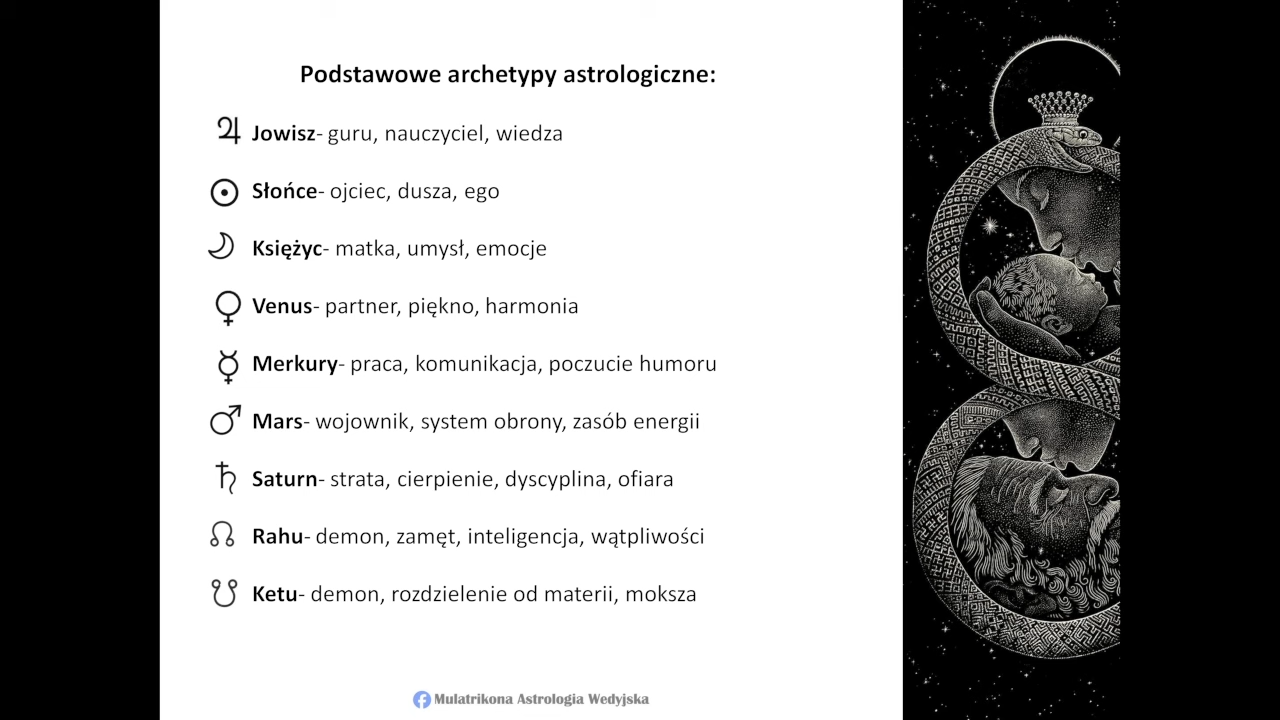 Podstawowe archetypy astrologiczne:
Jowisz- guru, nauczyciel, wiedza
Słońce- ojciec, dusza, ego
Księżyc- matka, umysł, emocje
Venus- partner, piękno, harmonia
Merkury- praca, komunikacja, poczucie humoru
Mars- wojownik, system obrony, zasób energii
Saturn- strata, cierpienie, dyscyplina, ofiara
Rahu- demon, zamęt, inteligencja, wątpliwości
Ketu- demon, rozdzielenie od materii, moksza
Mulatrikona Astrologia Wedyjska